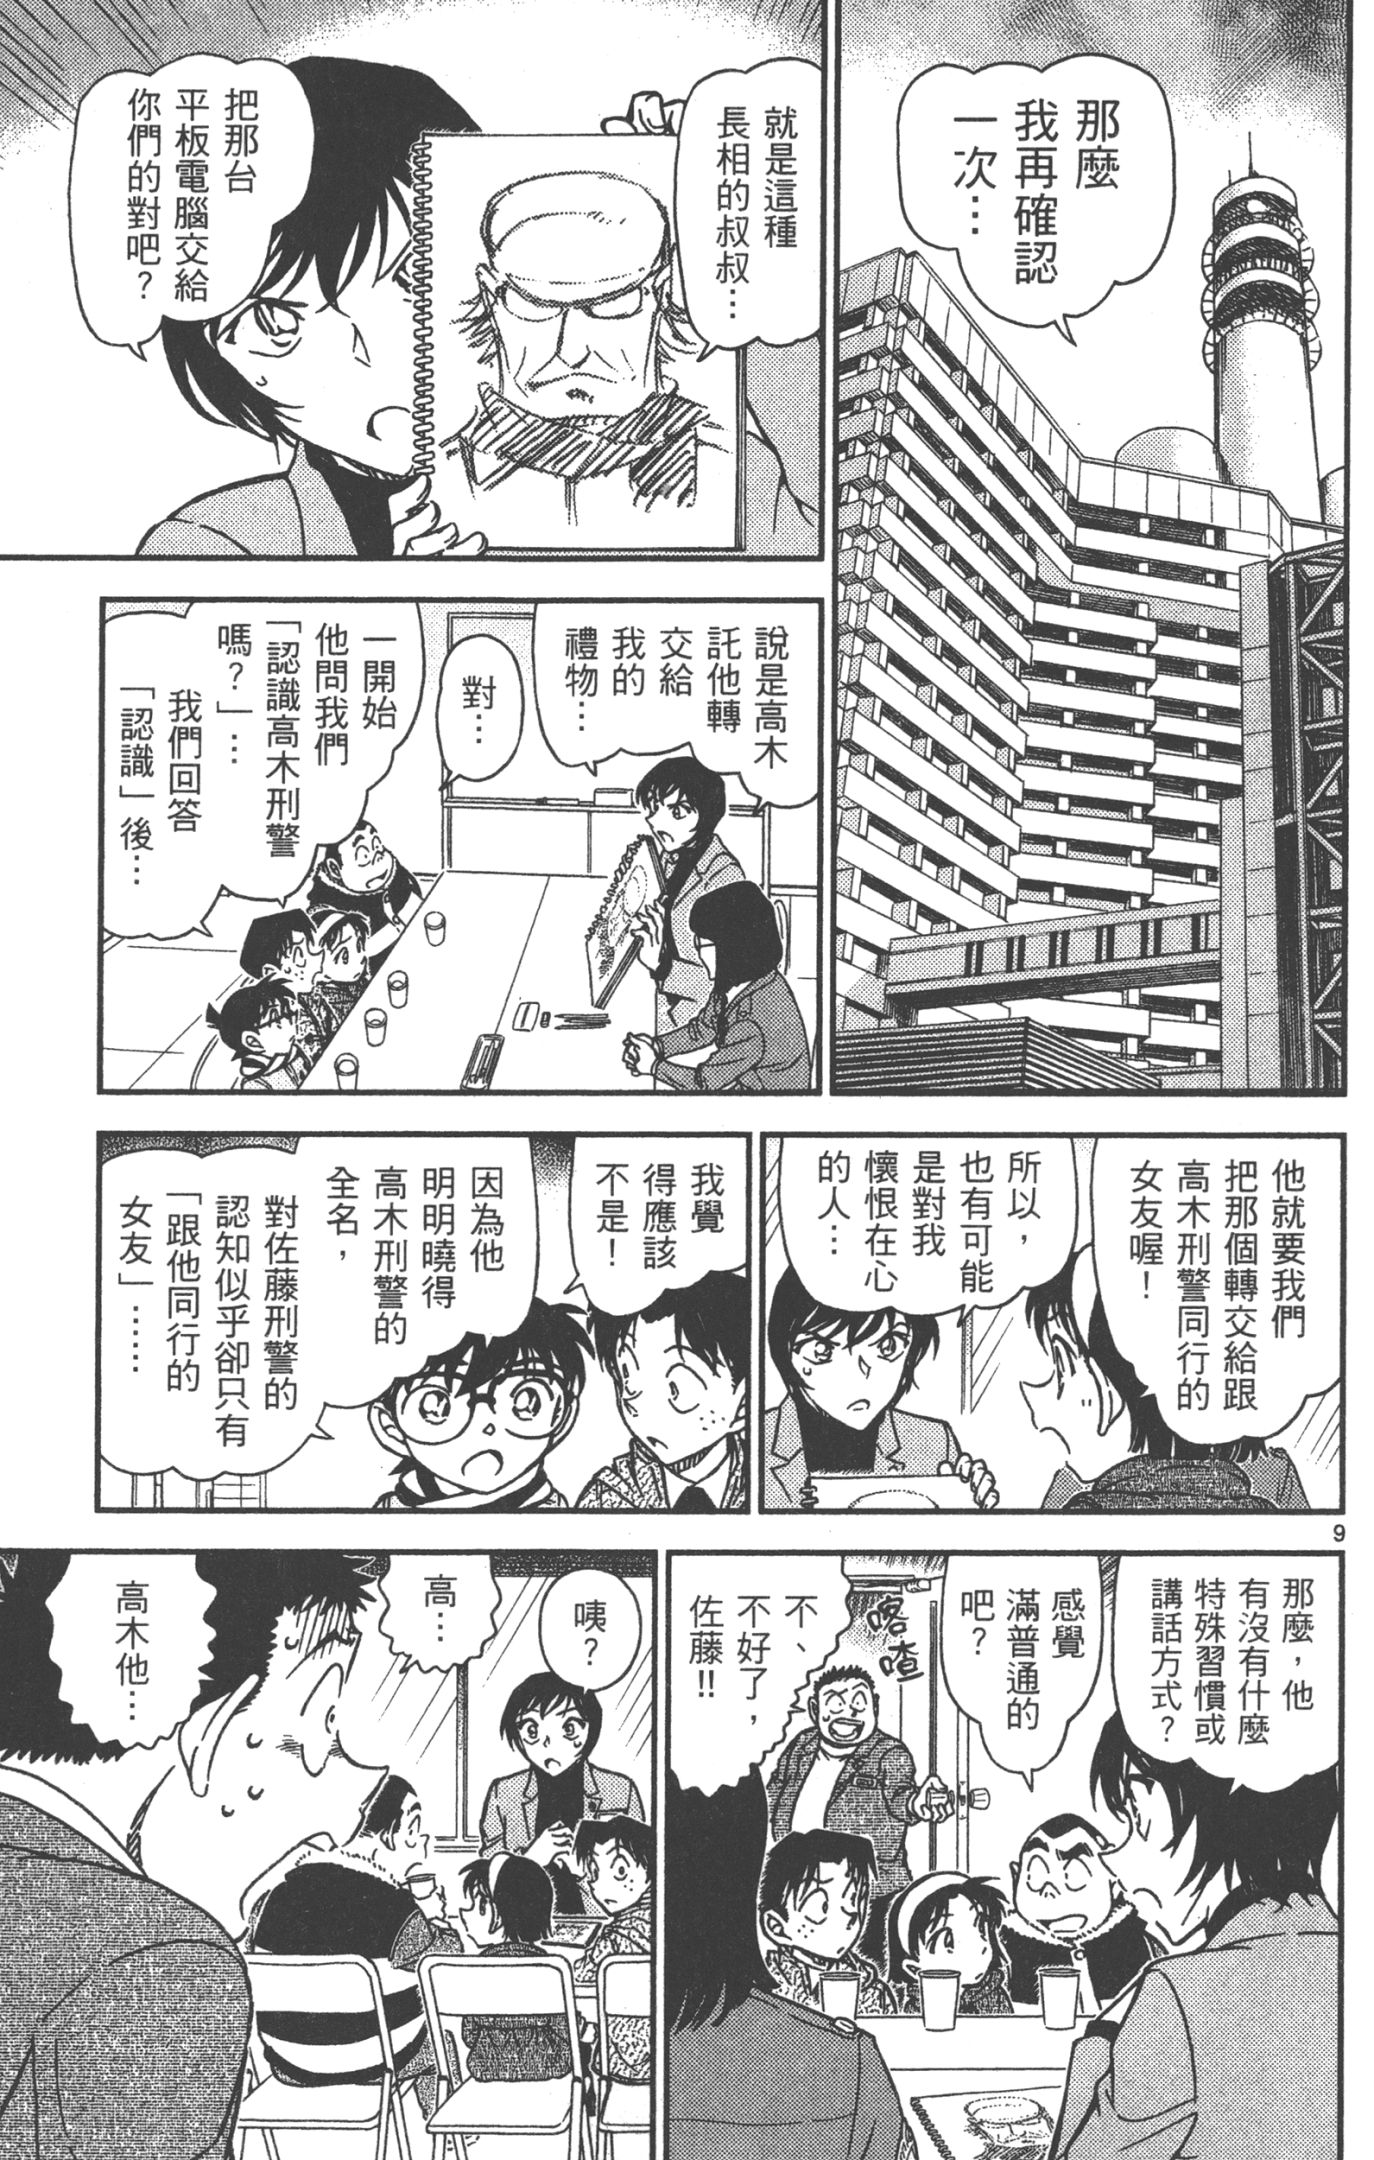 那麼
我再確認
一次…
就是這種
長相的叔叔…
把那台
平板電腦交給
你們的對吧？
說是高木
託他轉
交給
我的
禮物…
對…
一開始
他問我們
「認識高木刑警
嗎？」…
我們回答
「認識」後…
他就要我們
把那個轉交給跟
高木刑警同行的
女友喔！
所以，
也有可能
是對我
懷恨在心
的人…
我覺
得應該
不是！
因為他
明明曉得
高木刑警的
全名，
對佐藤刑警的
認知似乎卻只有
「跟他同行的
女友」……
9
那麼，他
有沒有什麼
特殊習慣或
講話方式？
感覺
滿普通的
吧？
喀喳
不、
不好了，
佐藤!!
咦？
高…
高木他…